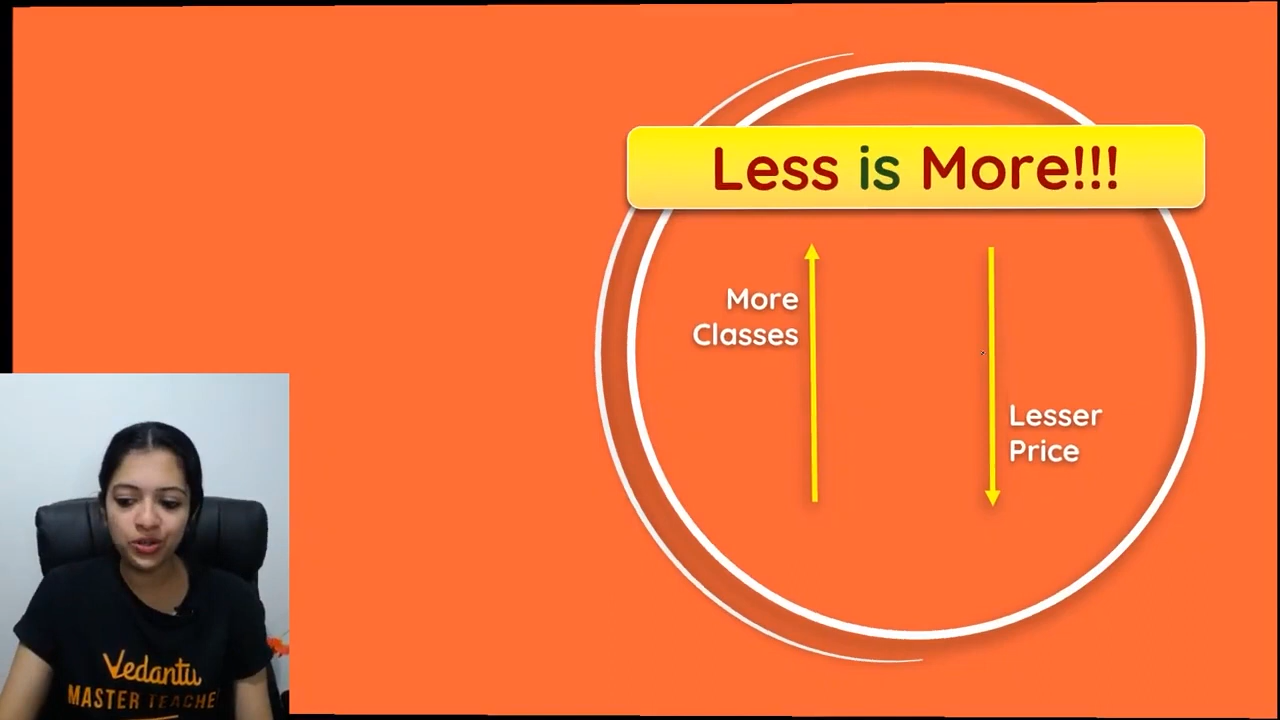 Less is More!!!
More
Classes
Lesser
Price
Vedantu
MASTER TEACHE